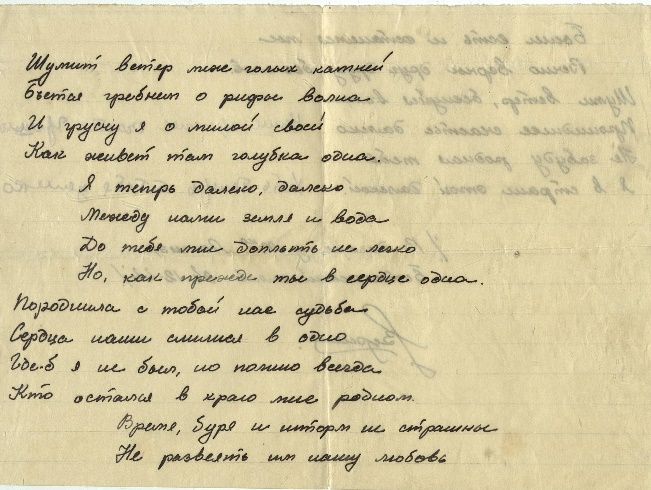 Шумит ветер меж голых камней
Бьется гребнем о рифы волна
И грущу я о милой своей
Как живет там голубка одна.
Я теперь далеко, далеко
Между нами земля и вода
До тебя мне доплыть не легко
Но, как прежде ты в сердце одна.
Породнила с тобой нас судьба
Сердца наши слились в одно
Где-б я не был, но помню всегда
Кто остался в краю мне родном.
Время, буря и шторм не страшны
Не развеять им нашу любовь